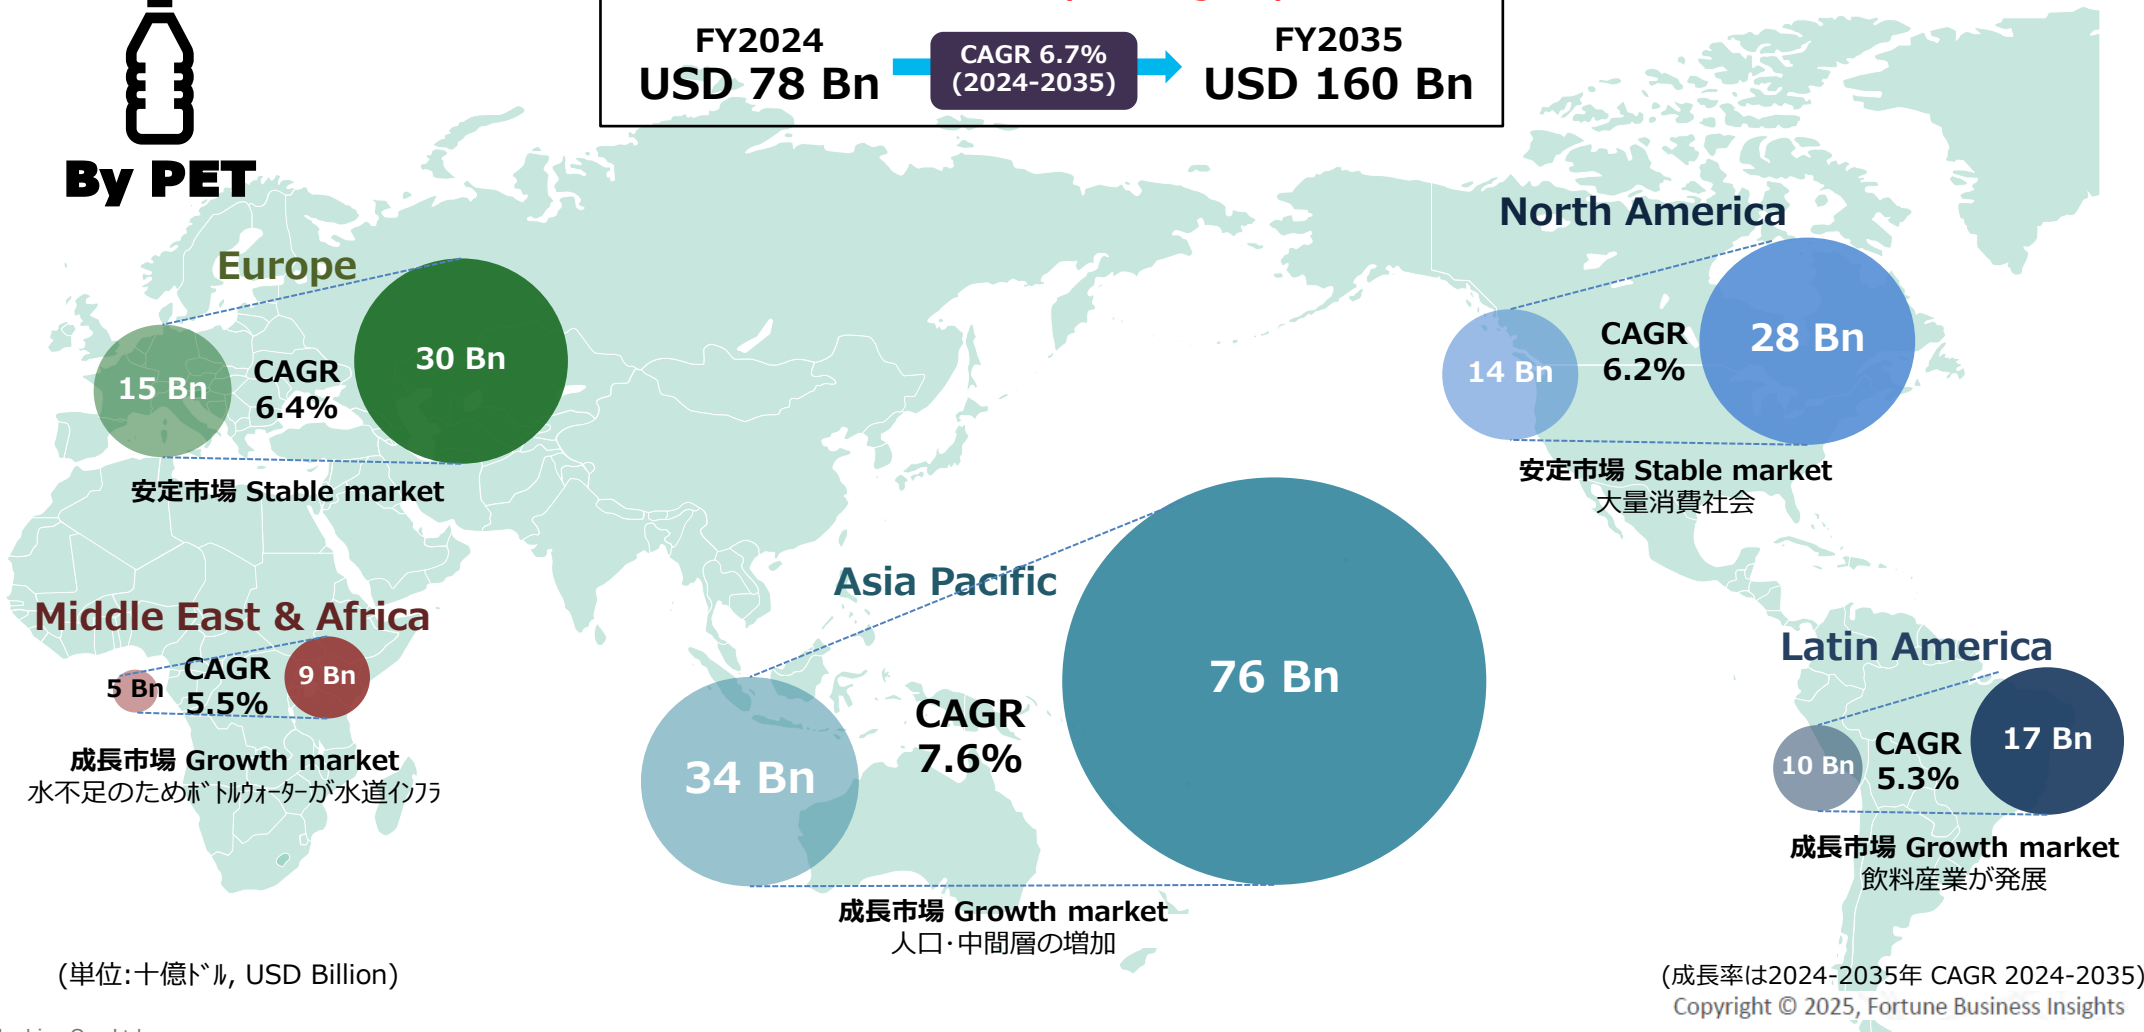 FY2024
USD 78 Bn
CAGR 6.7%
(2024-2035)
FY2035
USD 160 Bn
By PET
Europe
15 Bn
CAGR
6.4%
30 Bn
安定市場 Stable market
North America
14 Bn
CAGR
6.2%
28 Bn
安定市場 Stable market
大量消費社会
Middle East & Africa
5 Bn
CAGR
5.5%
9 Bn
成長市場 Growth market
水不足のためﾎﾞﾄﾙｳｫｰﾀｰが水道ｲﾝﾌﾗ
Asia Pacific
34 Bn
CAGR
7.6%
76 Bn
成長市場 Growth market
人口･中間層の増加
Latin America
10 Bn
CAGR
5.3%
17 Bn
成長市場 Growth market
飲料産業が発展
(単位:十億ﾄﾞﾙ, USD Billion)
(成長率は2024-2035年 CAGR 2024-2035)
Copyright © 2025, Fortune Business Insights